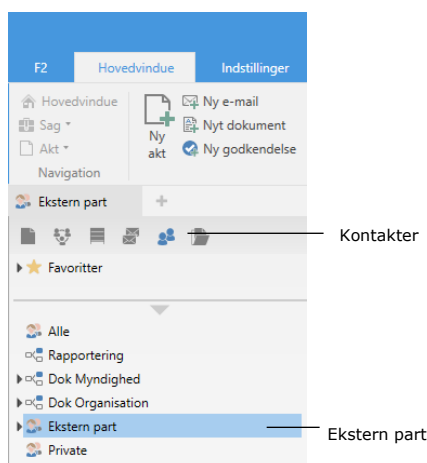 F2 Hovedvindue Indstillinger
Hovedvindue
Sag
Akt
Navigation
Ny akt
Ny e-mail
Nyt dokument
Ny godkendelse
Ekstern part +
Kontakter
Favoritter
Alle
Rapportering
Dok Myndighed
Dok Organisation
Ekstern part
Ekstern part
Private